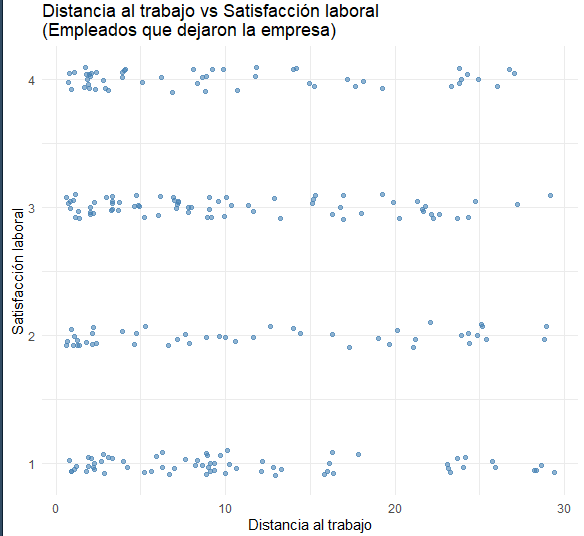 Distancia al trabajo vs Satisfacción laboral
(Empleados que dejaron la empresa)
Satisfacción laboral
4
3
2
1
0
10
20
30
Distancia al trabajo